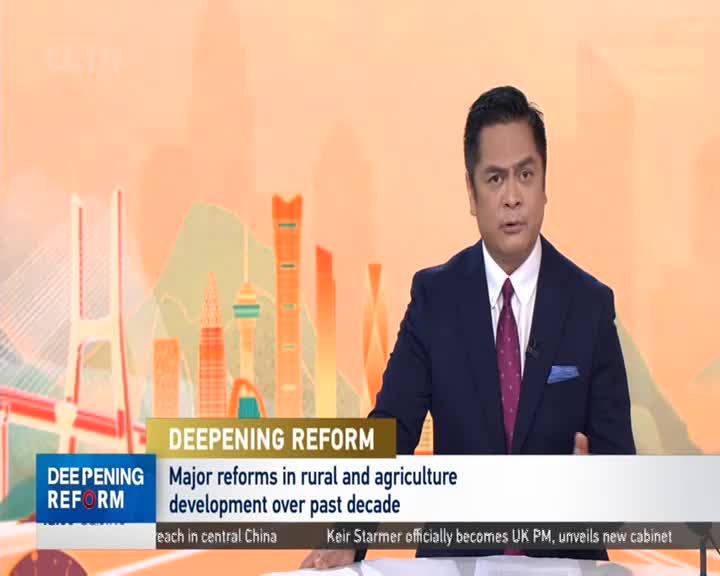 DEEPENING REFORM
DEEPENING
REFORM
Major reforms in rural and agriculture
development over past decade
reach in central China
Keir Starmer officially becomes UK PM, unveils new cabinet